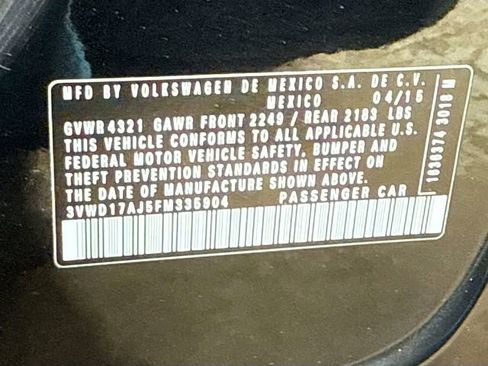 MFD BY VOLKSWAGEN DE MEXICO S.A. DE C.V.
MEXICO 04/15
GVWR 4321 GAWR FRONT 2249 / REAR 2183 LBS
THIS VEHICLE CONFORMS TO ALL APPLICABLE U.S.
FEDERAL MOTOR VEHICLE SAFETY, BUMPER AND
THEFT PREVENTION STANDARDS IN EFFECT ON
THE DATE OF MANUFACTURE SHOWN ABOVE.
3VWD17AJ5FM335904 PASSENGER CAR